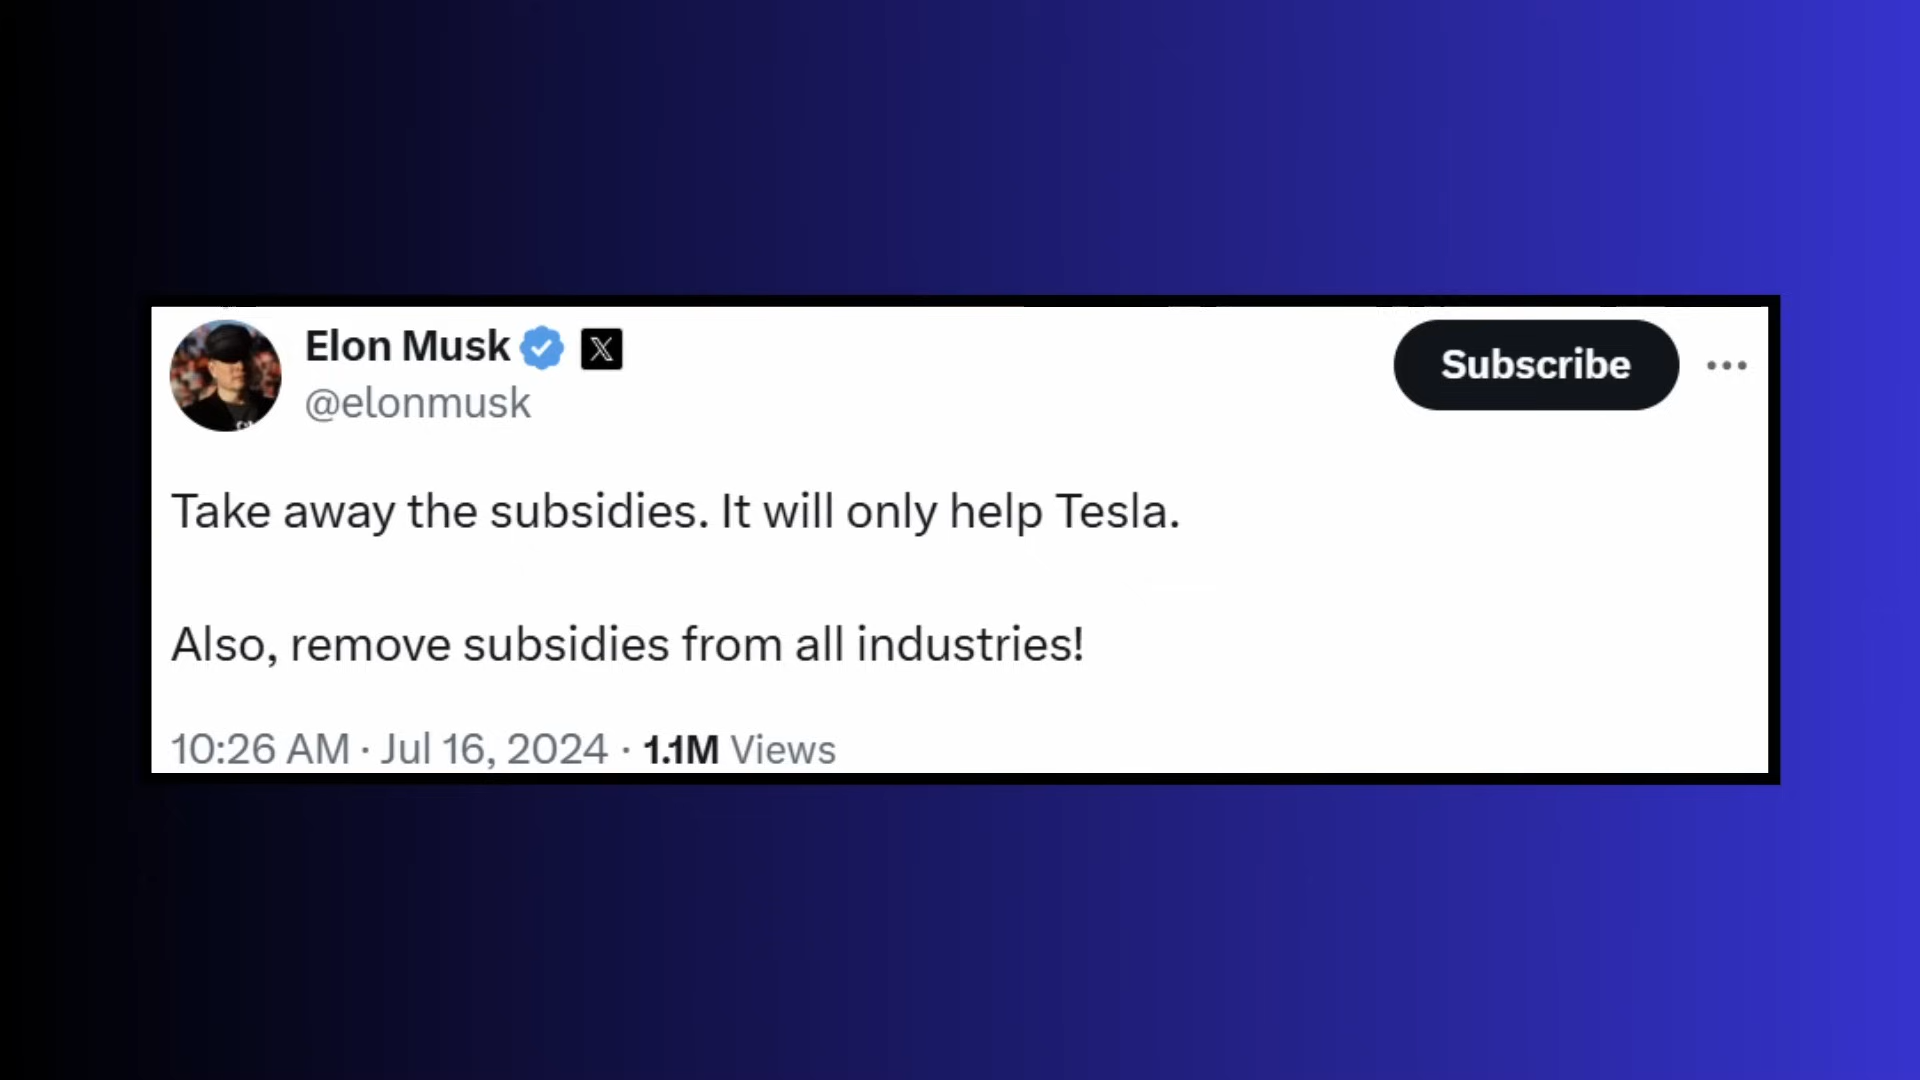 Elon Musk
Subscribe
@elonmusk
Take away the subsidies. It will only help Tesla.
Also, remove subsidies from all industries!
10:26 AM · Jul 16, 2024 · 1.1M Views